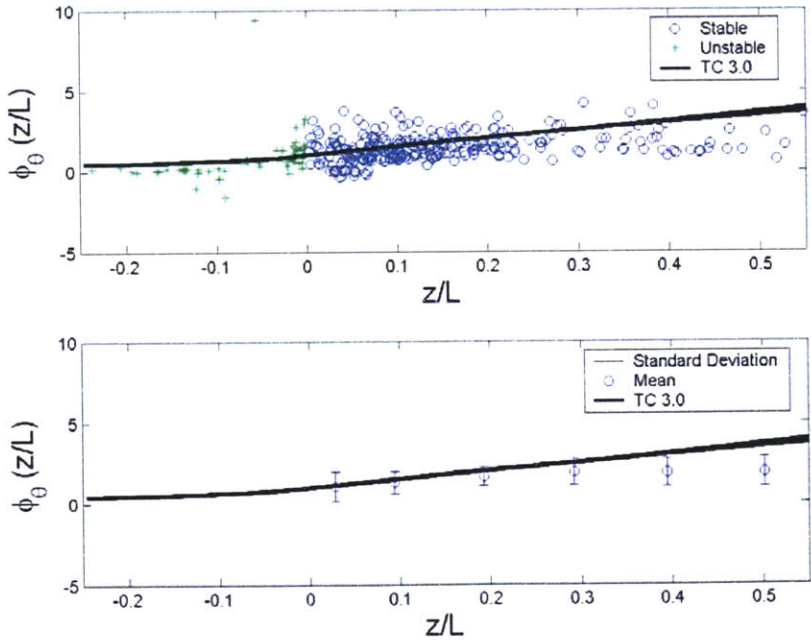 10
5
0
-5
ϕθ (z/L)
Stable
Unstable
TC 3.0
-0.2 -0.1 0 0.1 0.2 0.3 0.4 0.5
z/L
10
5
0
-5
ϕθ (z/L)
Standard Deviation
Mean
TC 3.0
-0.2 -0.1 0 0.1 0.2 0.3 0.4 0.5
z/L